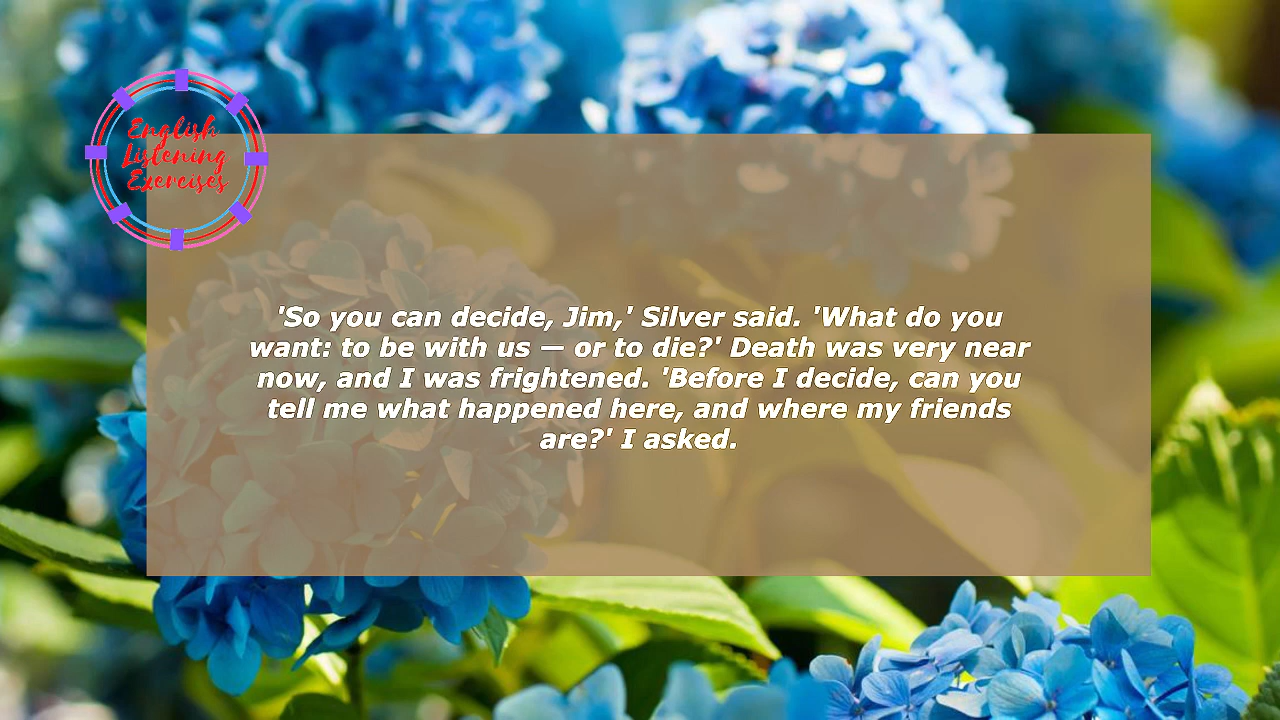 English
Listening
Exercises
'So you can decide, Jim,' Silver said. 'What do you
want: to be with us — or to die?' Death was very near
now, and I was frightened. 'Before I decide, can you
tell me what happened here, and where my friends
are?' I asked.